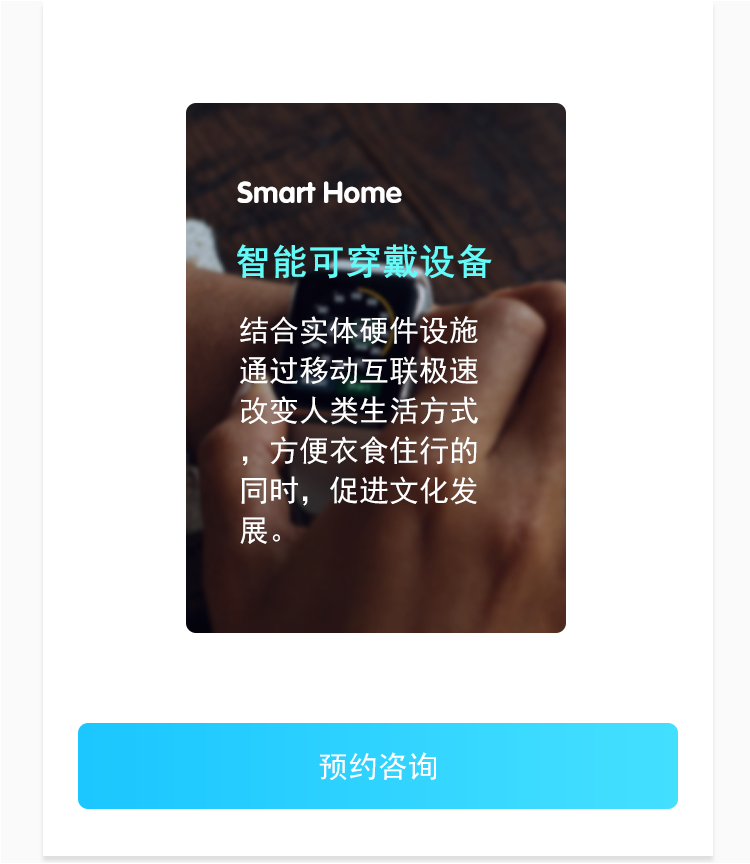 Smart Home
智能可穿戴设备
结合实体硬件设施
通过移动互联极速
改变人类生活方式
，方便衣食住行的
同时，促进文化发
展。
预约咨询